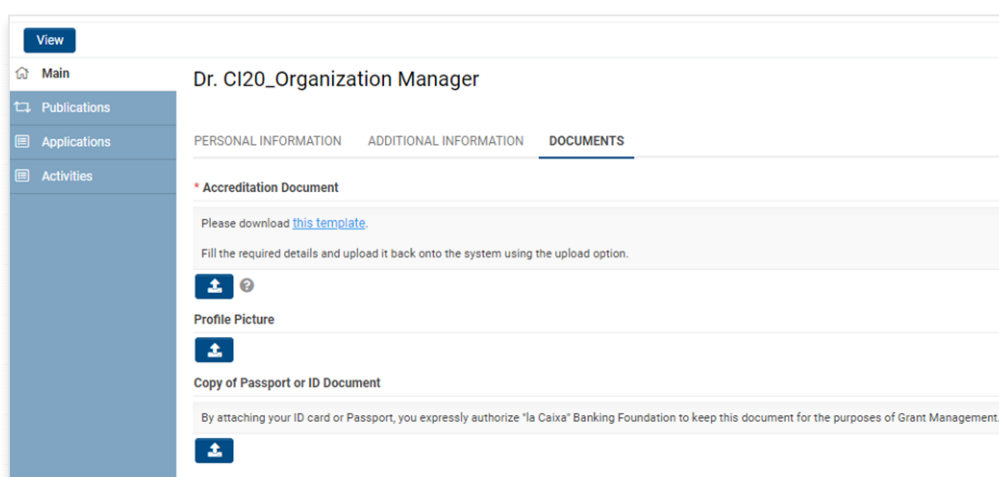 View
Main
Publications
Applications
Activities
Dr. CI20_Organization Manager
PERSONAL INFORMATION ADDITIONAL INFORMATION DOCUMENTS
* Accreditation Document
Please download this template.
Fill the required details and upload it back onto the system using the upload option.
?
Profile Picture
Copy of Passport or ID Document
By attaching your ID card or Passport, you expressly authorize "la Caixa" Banking Foundation to keep this document for the purposes of Grant Management.